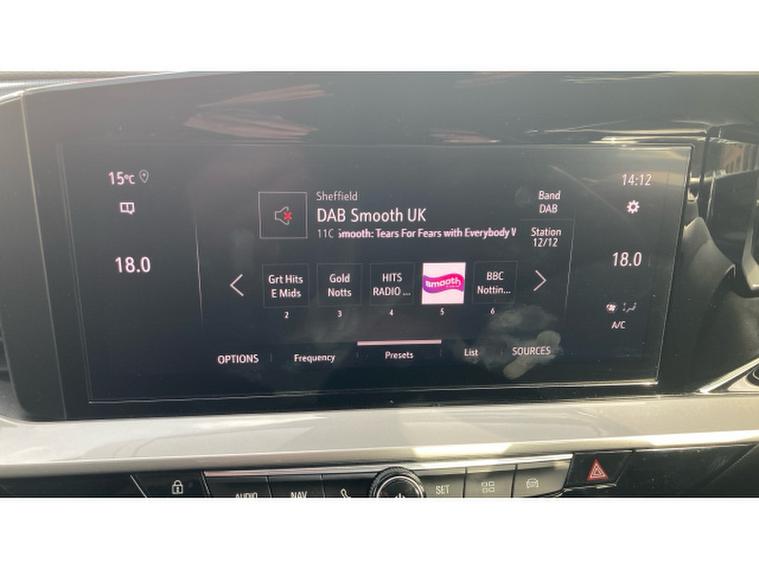 15°C
14:12
Sheffield
DAB Smooth UK
11C Smooth: Tears For Fears with Everybody W
Band
DAB
Station
12/12
18.0
18.0
Grt Hits
E Mids
2
Gold
Notts
3
HITS
RADIO ...
4
smooth
5
BBC
Nottin...
6
A/C
OPTIONS
Frequency
Presets
List
SOURCES
AUDIO
NAV
SET